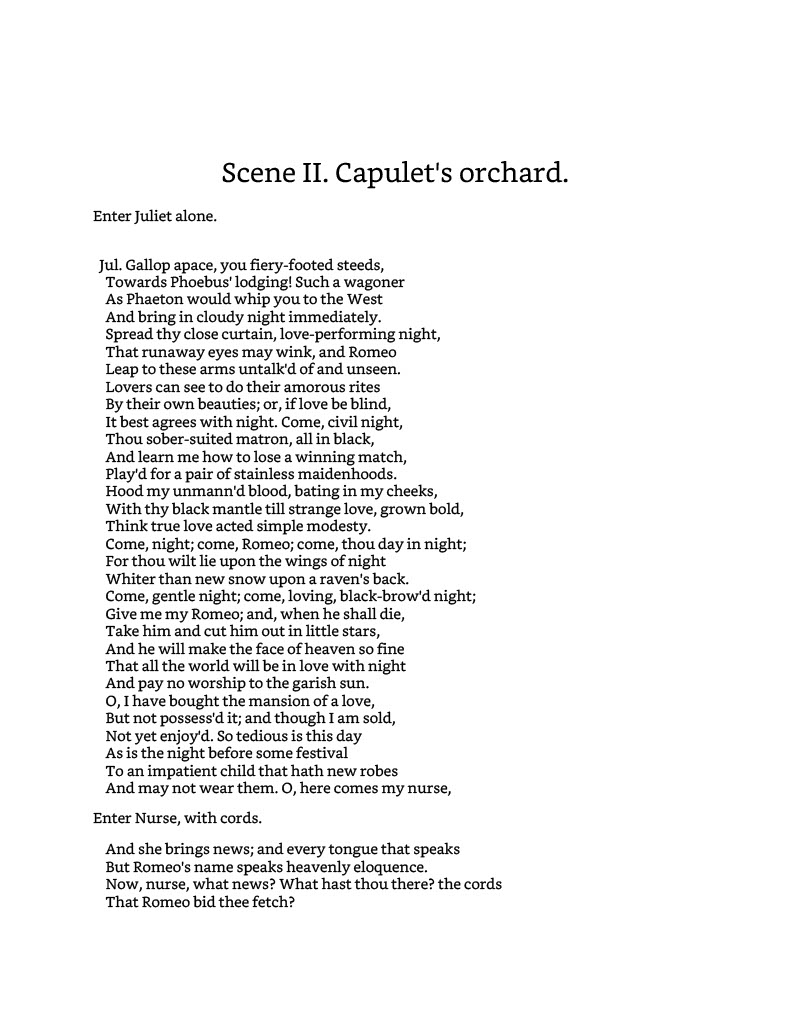 Scene II. Capulet's orchard.
Enter Juliet alone.
Jul. Gallop apace, you fiery-footed steeds,
Towards Phoebus' lodging! Such a wagoner
As Phaeton would whip you to the West
And bring in cloudy night immediately.
Spread thy close curtain, love-performing night,
That runaway eyes may wink, and Romeo
Leap to these arms untalk'd of and unseen.
Lovers can see to do their amorous rites
By their own beauties; or, if love be blind,
It best agrees with night. Come, civil night,
Thou sober-suited matron, all in black,
And learn me how to lose a winning match,
Play'd for a pair of stainless maidenhoods.
Hood my unmann'd blood, bating in my cheeks,
With thy black mantle till strange love, grown bold,
Think true love acted simple modesty.
Come, night; come, Romeo; come, thou day in night;
For thou wilt lie upon the wings of night
Whiter than new snow upon a raven's back.
Come, gentle night; come, loving, black-brow'd night;
Give me my Romeo; and, when he shall die,
Take him and cut him out in little stars,
And he will make the face of heaven so fine
That all the world will be in love with night
And pay no worship to the garish sun.
O, I have bought the mansion of a love,
But not possess'd it; and though I am sold,
Not yet enjoy'd. So tedious is this day
As is the night before some festival
To an impatient child that hath new robes
And may not wear them. O, here comes my nurse,
Enter Nurse, with cords.
And she brings news; and every tongue that speaks
But Romeo's name speaks heavenly eloquence.
Now, nurse, what news? What hast thou there? the cords
That Romeo bid thee fetch?